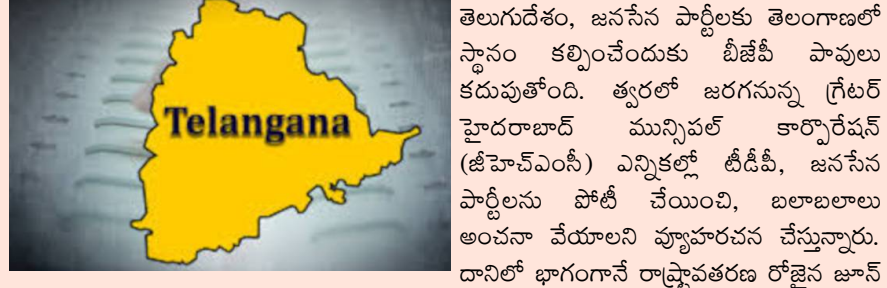 Telangana
తెలుగుదేశం, జనసేన పార్టీలకు తెలంగాణలో
స్థానం కల్పించేందుకు బీజేపీ పావులు
కదుపుతోంది. త్వరలో జరగనున్న గ్రేటర్
హైదరాబాద్ మున్సిపల్ కార్పొరేషన్
(జీహెచ్ఎంసీ) ఎన్నికల్లో టీడీపీ, జనసేన
పార్టీలను పోటీ చేయించి, బలాబలాలు
అంచనా వేయాలని వ్యూహరచన చేస్తున్నారు.
దానిలో భాగంగానే రాష్ట్రావతరణ రోజైన జూన్